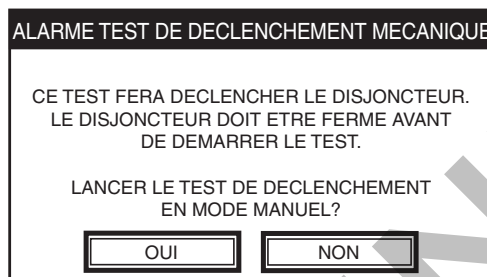 ALARME TEST DE DECLENCHEMENT MECANIQUE
CE TEST FERA DECLENCHER LE DISJONCTEUR.
LE DISJONCTEUR DOIT ETRE FERME AVANT
DE DEMARRER LE TEST.
LANCER LE TEST DE DECLENCHEMENT
EN MODE MANUEL?
OUI
NON